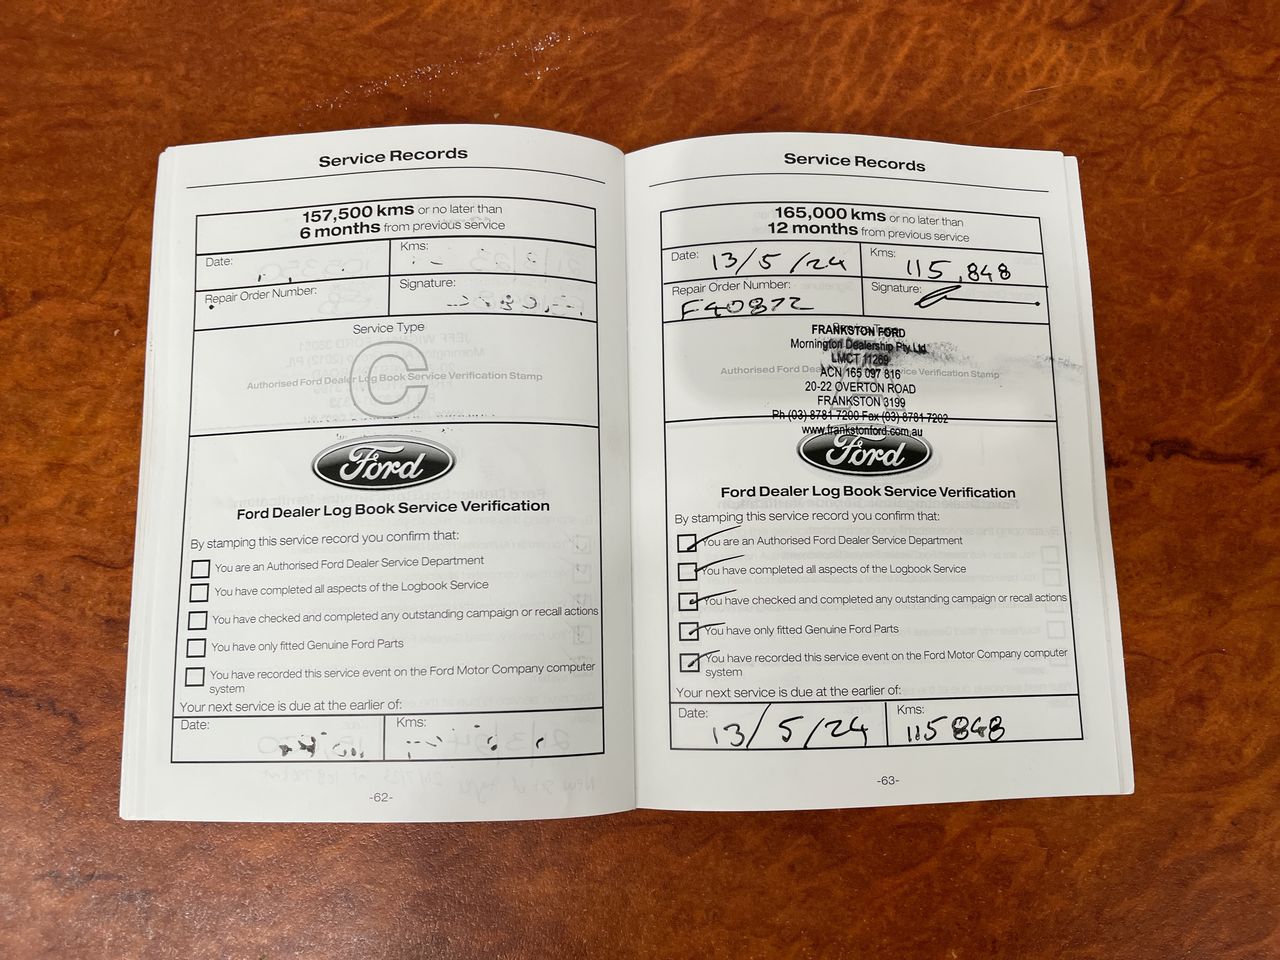 Service Records
157,500 kms or no later than
6 months from previous service
Date:
Kms:
Repair Order Number:
Signature:
Service Type
C
Authorised Ford Dealer Log Book Service Verification Stamp
Ford
Ford Dealer Log Book Service Verification
By stamping this service record you confirm that:
You are an Authorised Ford Dealer Service Department
You have completed all aspects of the Logbook Service
You have checked and completed any outstanding campaign or recall actions
You have only fitted Genuine Ford Parts
You have recorded this service event on the Ford Motor Company computer
system
Your next service is due at the earlier of:
Date:
Kms:
-62-
Service Records
165,000 kms or no later than
12 months from previous service
Date: 13/5/24
Kms: 115,848
Repair Order Number:
F40872
Signature:
FRANKSTON FORD
Mornington Dealership Pty Ltd
LMCT 11269
ACN 165 097 816
Authorised Ford Service Verification Stamp
20-22 OVERTON ROAD
FRANKSTON 3199
Ph (03) 8781 7200 Fax (03) 8781 7202
www.frankstonford.com.au
Ford
Ford Dealer Log Book Service Verification
By stamping this service record you confirm that:
You are an Authorised Ford Dealer Service Department
You have completed all aspects of the Logbook Service
You have checked and completed any outstanding campaign or recall actions
You have only fitted Genuine Ford Parts
You have recorded this service event on the Ford Motor Company computer
system
Your next service is due at the earlier of:
Date: 13/5/24
Kms: 115848
-63-